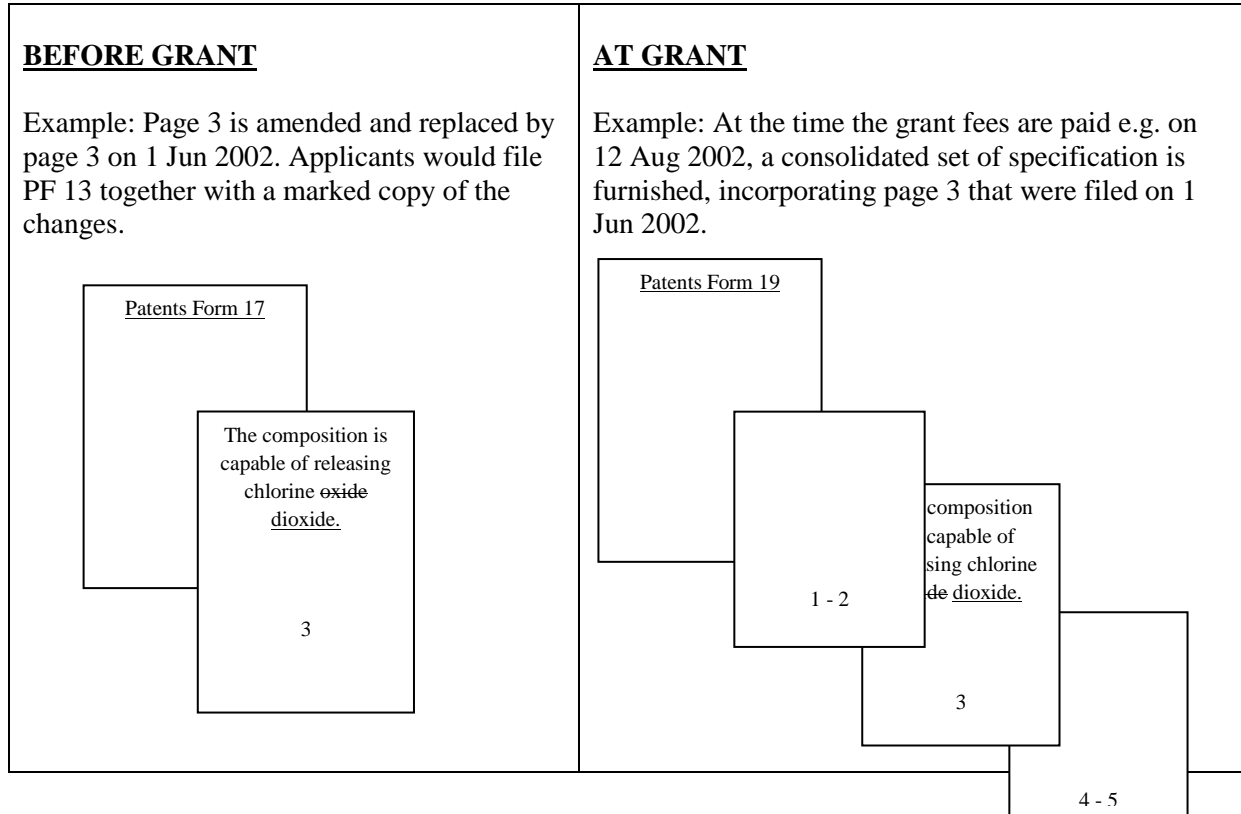 BEFORE GRANT
Example: Page 3 is amended and replaced by
page 3 on 1 Jun 2002. Applicants would file
PF 13 together with a marked copy of the
changes.
Patents Form 17
The composition is
capable of releasing
chlorine oxide
dioxide.
3
AT GRANT
Example: At the time the grant fees are paid e.g. on
12 Aug 2002, a consolidated set of specification is
furnished, incorporating page 3 that were filed on 1
Jun 2002.
Patents Form 19
1 - 2
composition
capable of
sing chlorine
de dioxide.
3
4 - 5